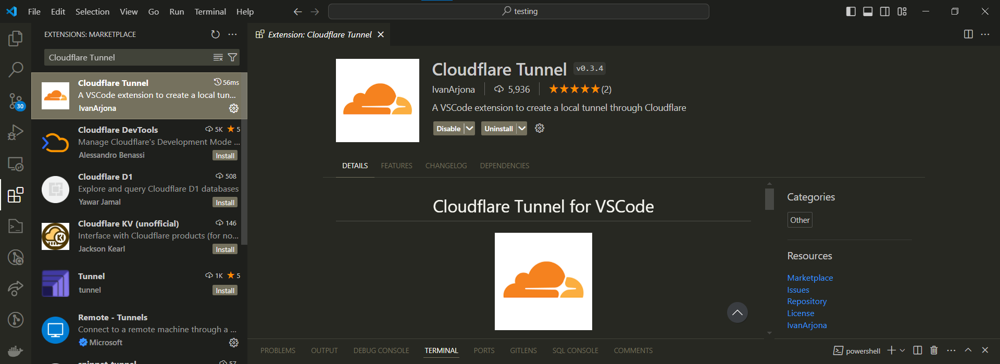 File Edit Selection View Go Run Terminal Help
testing
EXTENSIONS: MARKETPLACE
Cloudflare Tunnel
Cloudflare Tunnel 56ms
A VSCode extension to create a local tun...
IvanArjona
30
Cloudflare DevTools 5K ★ 5
Manage Cloudflare's Development Mode ...
Alessandro Benassi Install
Cloudflare D1 508
Explore and query Cloudflare D1 databases
Yawar Jamal Install
Cloudflare KV (unofficial) 146
Interface with Cloudflare products (for no...
Jackson Kearl Install
Tunnel 1K ★ 5
tunnel Install
Remote - Tunnels
Connect to a remote machine through a ...
Microsoft
snippet-tunnel 57
Extension: Cloudflare Tunnel
Cloudflare Tunnel v0.3.4
IvanArjona 5,936 ★★★★★(2)
A VSCode extension to create a local tunnel through Cloudflare
Disable Uninstall
DETAILS FEATURES CHANGELOG DEPENDENCIES
Cloudflare Tunnel for VSCode
Categories
Other
Resources
Marketplace
Issues
Repository
License
IvanArjona
PROBLEMS OUTPUT DEBUG CONSOLE TERMINAL PORTS GITLENS SQL CONSOLE COMMENTS
powershell